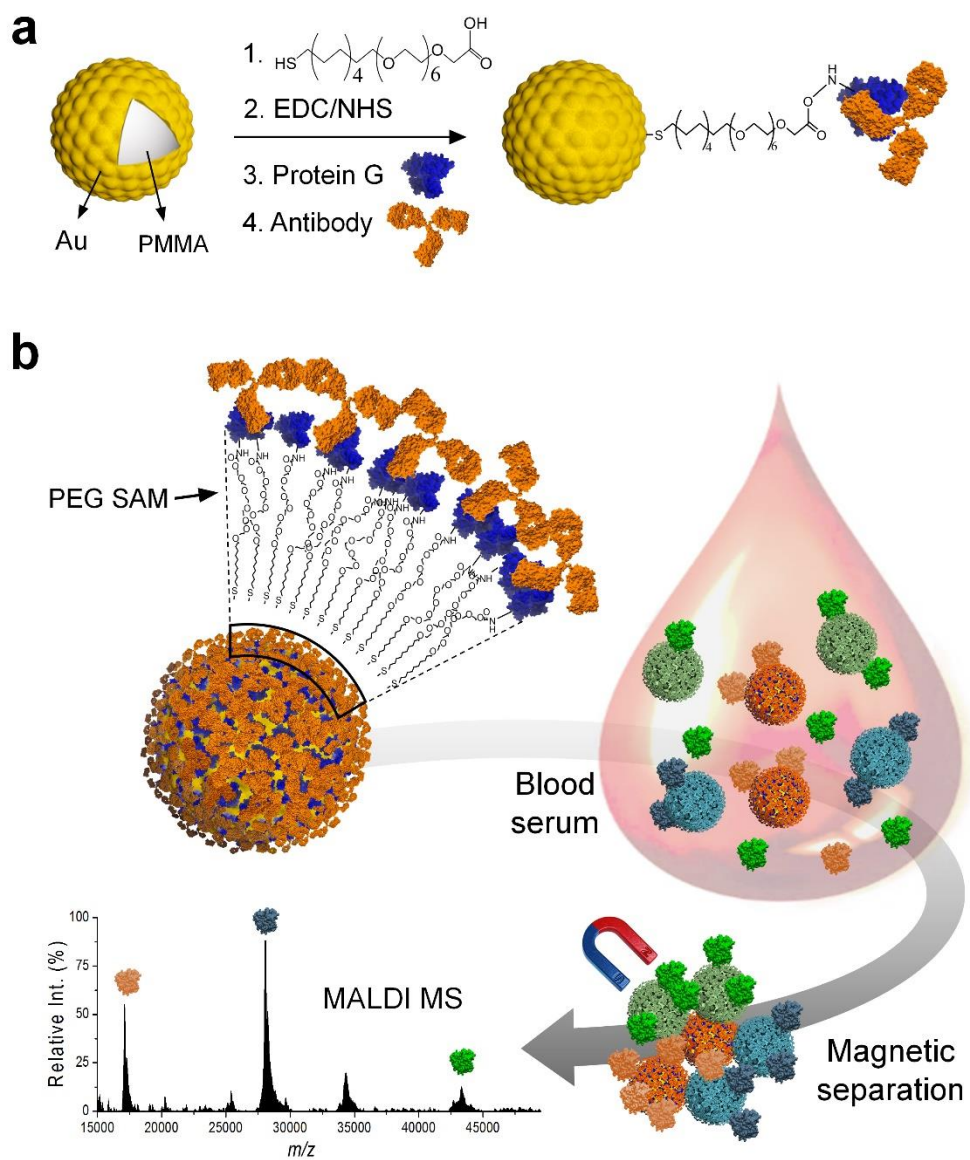 a
1. HS ( )4 (O )6 O OH O
2. EDC/NHS
3. Protein G
4. Antibody
Au
PMMA
S ( )4 (O )6 O O O N H
b
PEG SAM
Blood
serum
MALDI MS
Magnetic
separation
Relative Int. (%)
100
75
50
25
0
15000 20000 25000 30000 35000 40000 45000
m/z